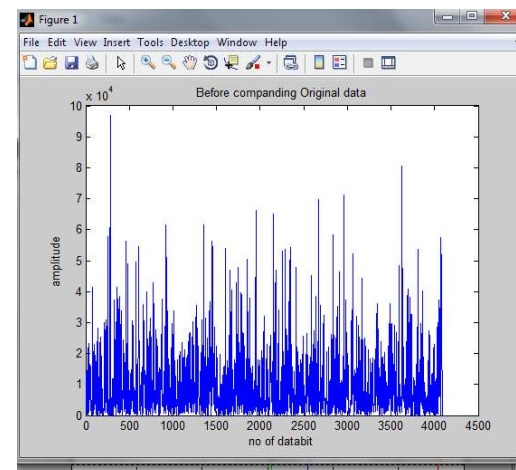 Figure 1
File Edit View Insert Tools Desktop Window Help
x 10^4
Before companding Original data
10
9
8
7
6
5
4
3
2
1
0
amplitude
0 500 1000 1500 2000 2500 3000 3500 4000 4500
no of databit